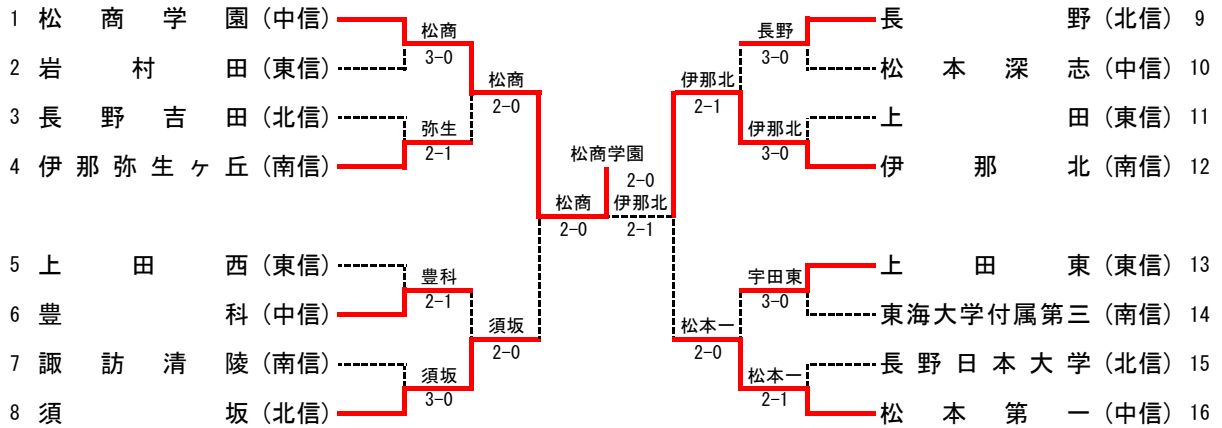 1 松商学園(中信)
2 岩村田(東信)
3 長野吉田(北信)
4 伊那弥生ヶ丘(南信)
5 上田西(東信)
6 豊科(中信)
7 諏訪清陵(南信)
8 須坂(北信)
松商
3-0
弥生
2-1
豊科
2-1
須坂
3-0
松商
2-0
須坂
2-0
松商
2-0
松商学園
2-0
伊那北
2-1
伊那北
2-1
松本一
2-0
長野
3-0
伊那北
3-0
宇田東
3-0
松本一
2-1
長野(北信) 9
松本深志(中信) 10
上田(東信) 11
伊那北(南信) 12
上田東(東信) 13
東海大学付属第三(南信) 14
長野日本大学(北信) 15
松本第一(中信) 16